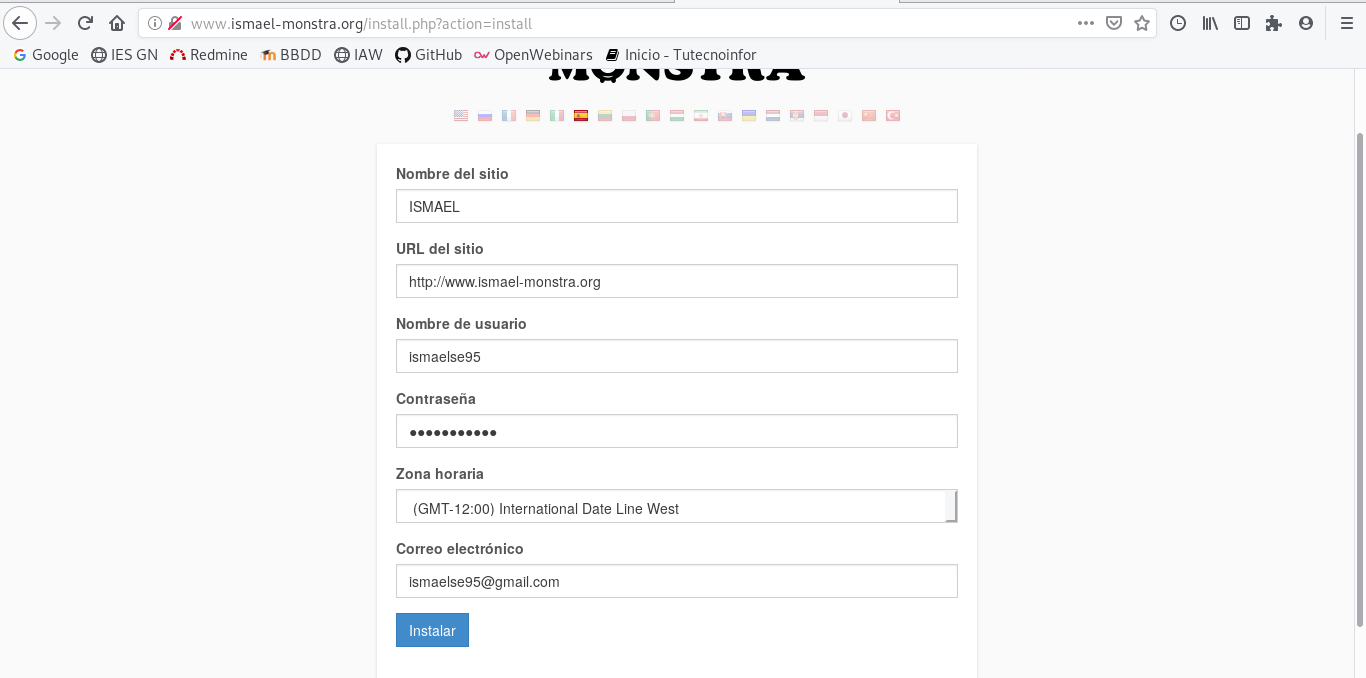 www.ismael-monstra.org/install.php?action=install
Google IES GN Redmine BBDD IAW GitHub OpenWebinars Inicio - Tutecnoinfor
MONSTRA
Nombre del sitio
ISMAEL
URL del sitio
http://www.ismael-monstra.org
Nombre de usuario
ismaelse95
Contraseña
●●●●●●●●●●●
Zona horaria
(GMT-12:00) International Date Line West
Correo electrónico
ismaelse95@gmail.com
Instalar